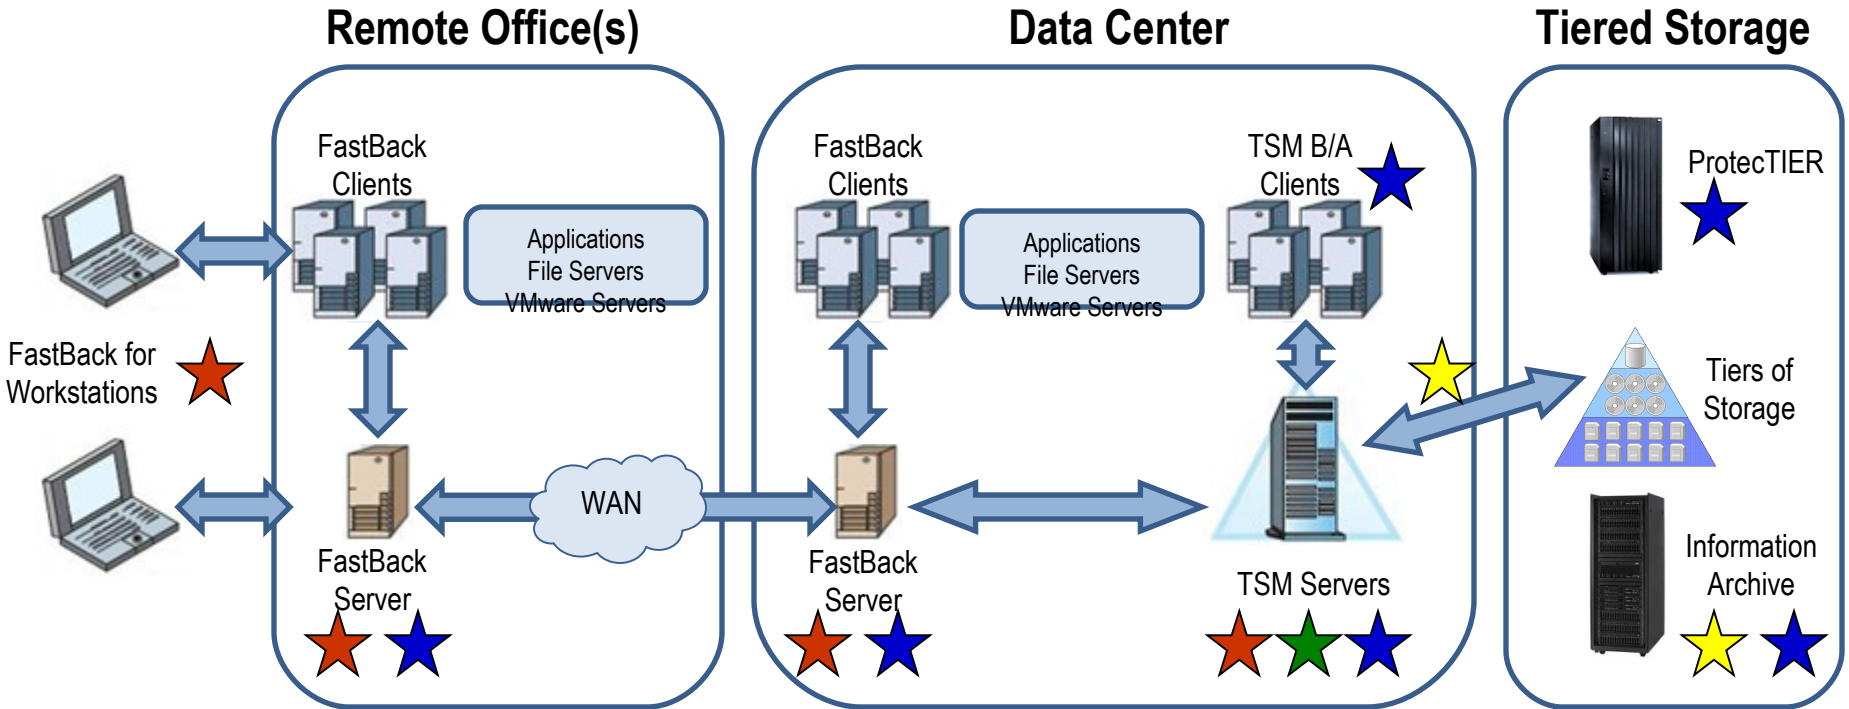 Remote Office(s)
Data Center
Tiered Storage
FastBack for
Workstations
FastBack
Clients
Applications
File Servers
VMware Servers
FastBack
Server
WAN
FastBack
Clients
Applications
File Servers
VMware Servers
FastBack
Server
TSM B/A
Clients
TSM Servers
ProtecTIER
Tiers of
Storage
Information
Archive